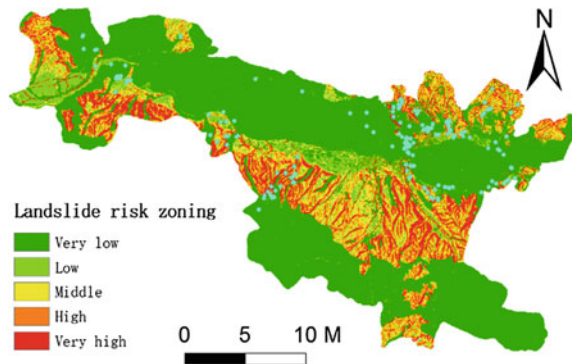 N
Landslide risk zoning
Very low
Low
Middle
High
Very high
0 5 10 M